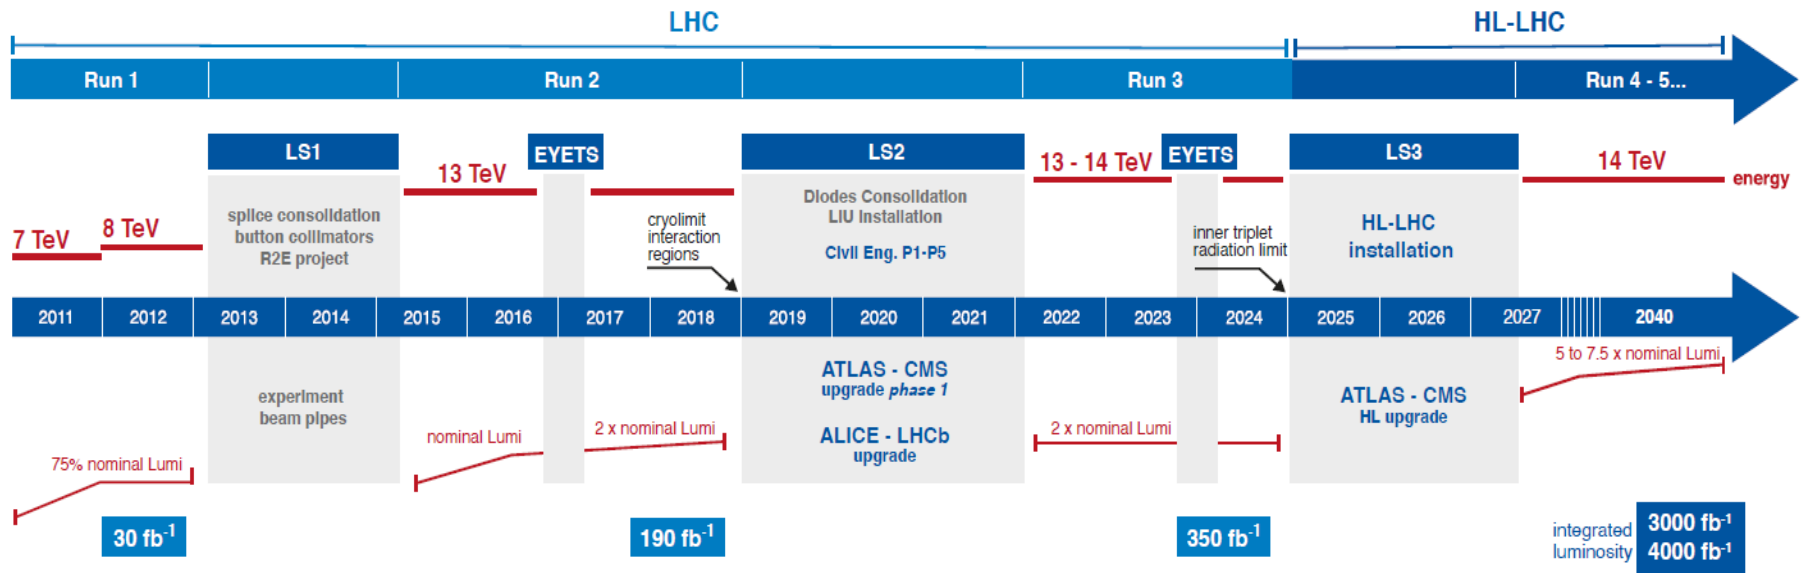 LHC
HL-LHC
Run 1
Run 2
Run 3
Run 4 - 5...
LS1
EYETS
LS2
EYETS
LS3
13 TeV
13 - 14 TeV
14 TeV
energy
7 TeV
8 TeV
splice consolidation
button collimators
R2E project
cryolimit
interaction
regions
Diodes Consolidation
LIU Installation
Civil Eng. P1-P5
inner triplet
radiation limit
HL-LHC
installation
2011
2012
2013
2014
2015
2016
2017
2018
2019
2020
2021
2022
2023
2024
2025
2026
2027
2040
5 to 7.5 x nominal Lumi
experiment
beam pipes
ATLAS - CMS
upgrade phase 1
ALICE - LHCb
upgrade
ATLAS - CMS
HL upgrade
75% nominal Lumi
nominal Lumi
2 x nominal Lumi
2 x nominal Lumi
30 fb⁻¹
190 fb⁻¹
350 fb⁻¹
integrated
luminosity
3000 fb⁻¹
4000 fb⁻¹